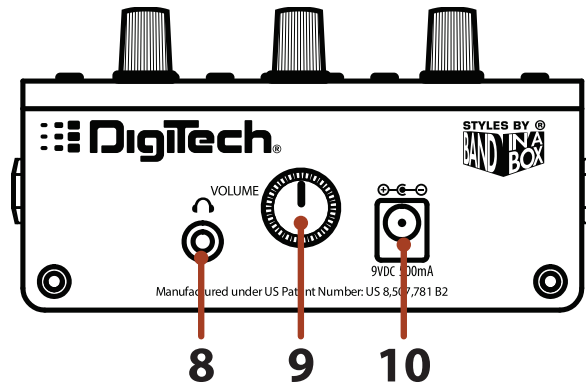 DigiTech®
STYLES BY ®
BAND IN A BOX
VOLUME
9VDC 500mA
Manufactured under US Patent Number: US 8,507,781 B2
8 9 10